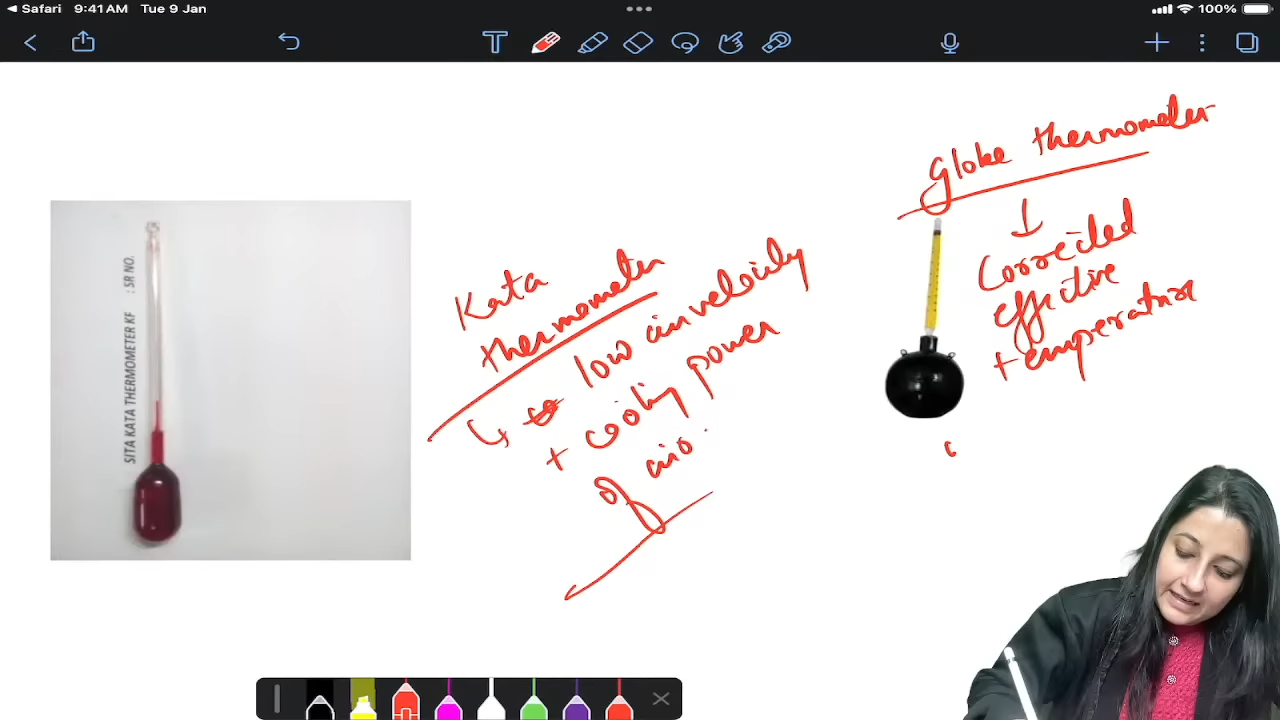 Safari 9:41 AM Tue 9 Jan 100%
T
SITA KATA THERMOMETER KF : SR NO.
Kata
thermometer
↳ low air velocity
+ cooling power
of air
Globe thermometer
↓
Corrected
effective
temperature